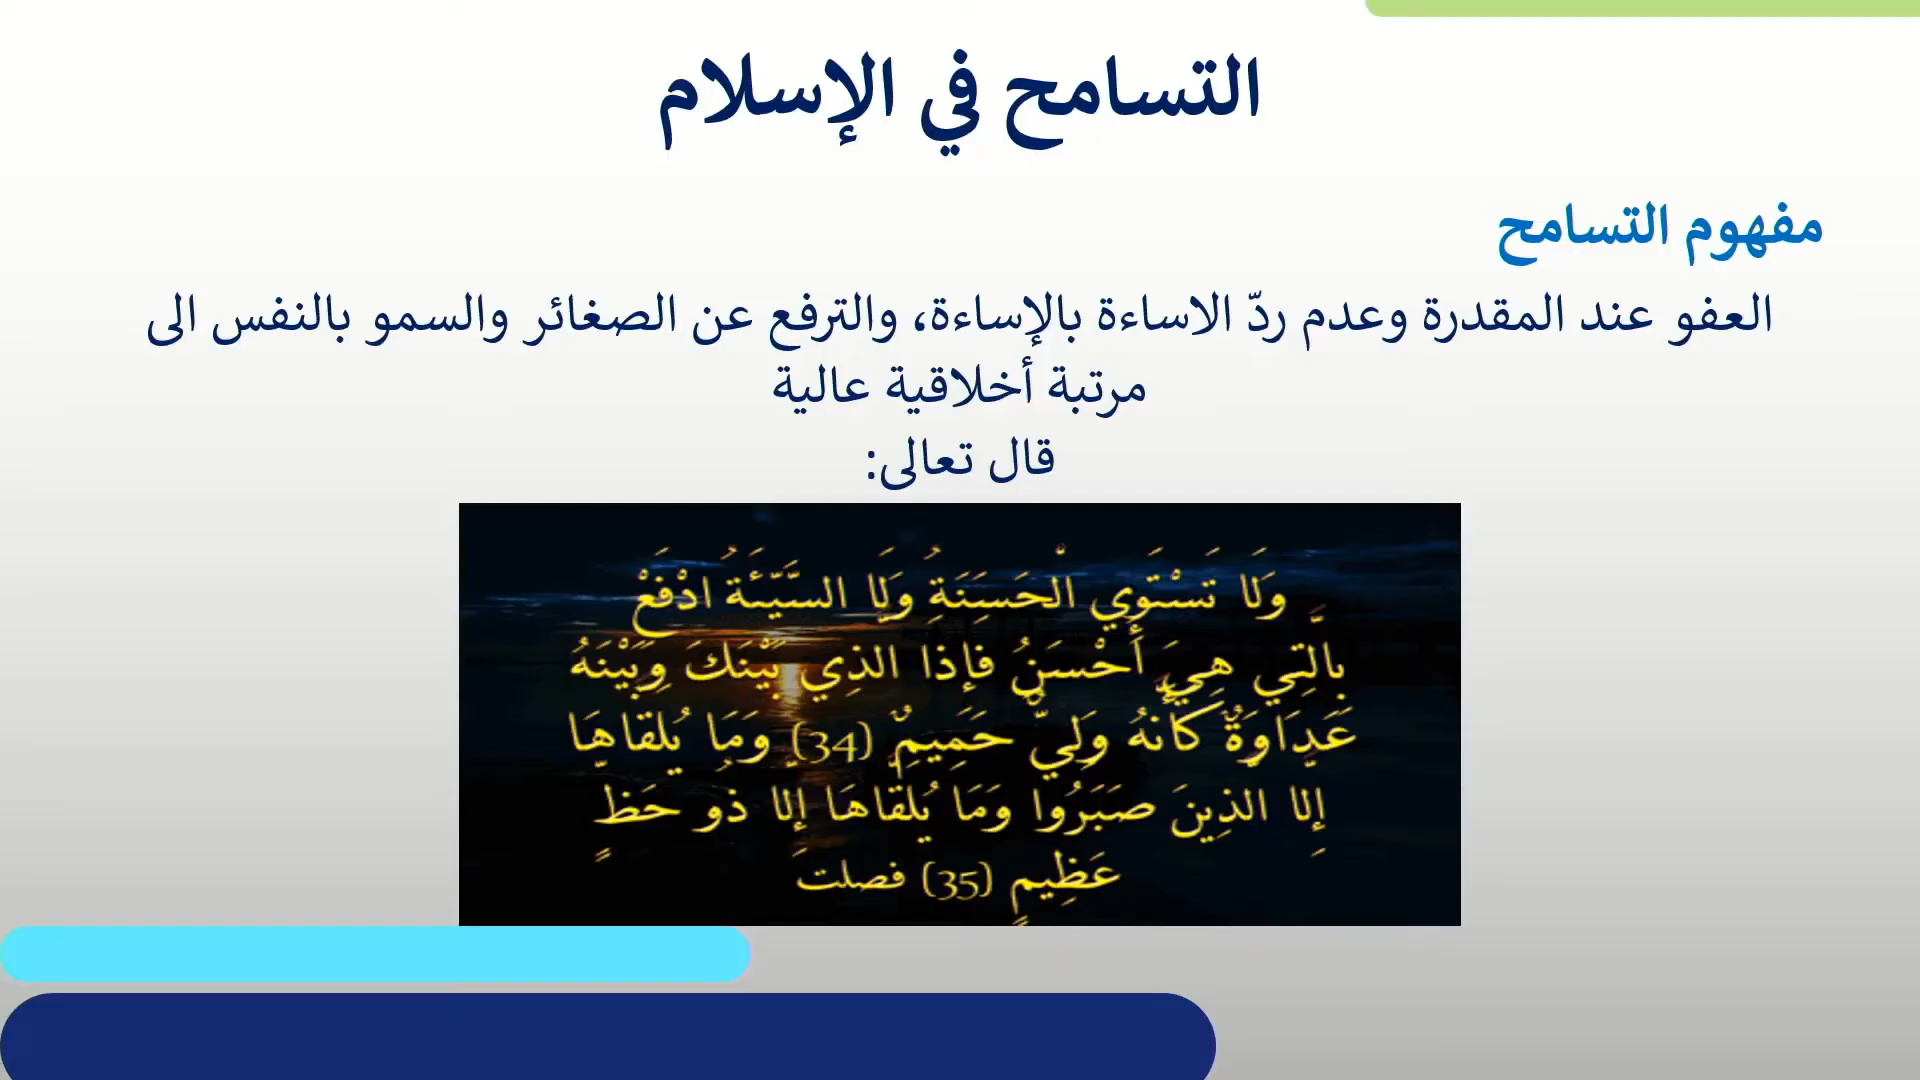 التسامح في الإسلام
مفهوم التسامح
العفو عند المقدرة وعدم ردّ الاساءة بالإساءة، والترفع عن الصغائر والسمو بالنفس الى
مرتبة أخلاقية عالية
قال تعالى:
وَلَا تَسْتَوِي الْحَسَنَةُ وَلَا السَّيِّئَةُ ادْفَعْ
بِالَّتِي هِيَ أَحْسَنُ فَإِذَا الَّذِي بَيْنَكَ وَبَيْنَهُ
عَدَاوَةٌ كَأَنَّهُ وَلِيٌّ حَمِيمٌ (34) وَمَا يُلَقَّاهَا
إِلَّا الَّذِينَ صَبَرُوا وَمَا يُلَقَّاهَا إِلَّا ذُو حَظٍّ
عَظِيمٍ (35) فصلت